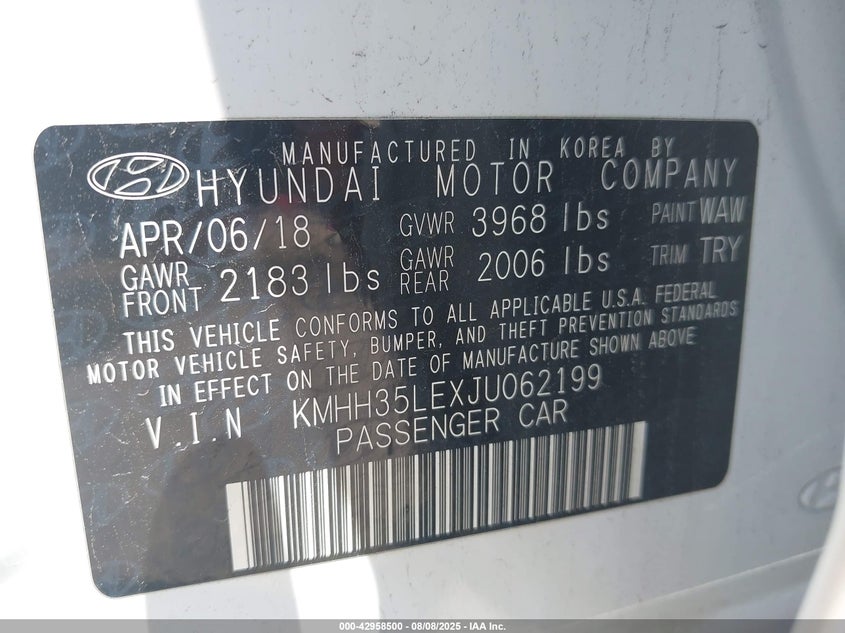 MANUFACTURED IN KOREA BY
HYUNDAI MOTOR COMPANY
APR/06/18 GVWR 3968 lbs PAINT WAW
GAWR FRONT 2183 lbs GAWR REAR 2006 lbs TRIM TRY
THIS VEHICLE CONFORMS TO ALL APPLICABLE U.S.A. FEDERAL
MOTOR VEHICLE SAFETY, BUMPER, AND THEFT PREVENTION STANDARDS
IN EFFECT ON THE DATE OF MANUFACTURE SHOWN ABOVE
V.I.N KMHH35LEXJU062199
PASSENGER CAR
000-42958500 - 08/08/2025 - IAA Inc.